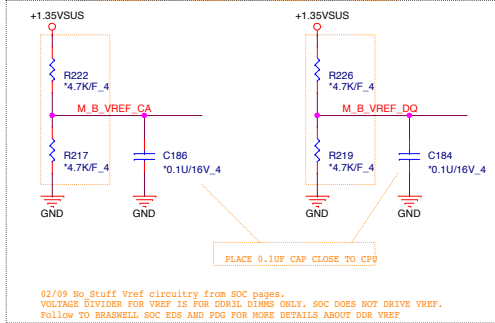 +1.35VSUS
+1.35VSUS
R222
*4.7K/F_4
R226
*4.7K/F_4
M_B_VREF_CA
M_B_VREF_DQ
R217
*4.7K/F_4
C186
*0.1U/16V_4
R219
*4.7K/F_4
C184
*0.1U/16V_4
GND
GND
GND
GND
PLACE 0.1UF CAP CLOSE TO CPU
02/09 No_Stuff Vref circuitry from SOC pages.
VOLTAGE DIVIDER FOR VREF IS FOR DDR3L DIMMS ONLY. SOC DOES NOT DRIVE VREF.
Follow TO BRASWELL SOC EDS AND PDG FOR MORE DETAILS ABOUT DDR VREF